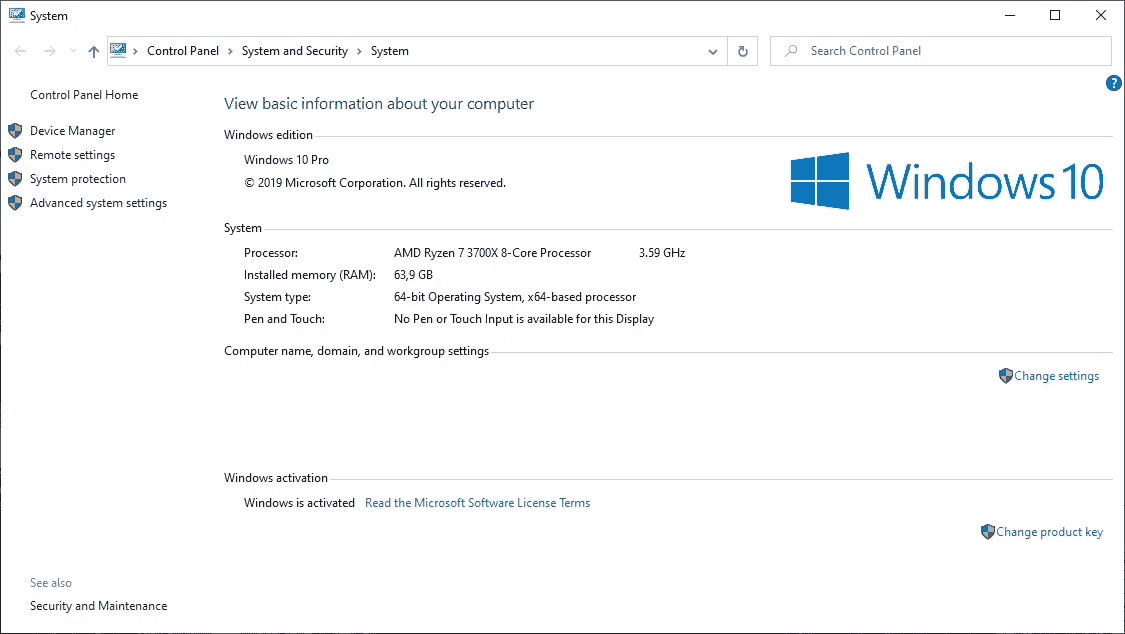 System
Control Panel > System and Security > System
Search Control Panel
?
Control Panel Home
Device Manager
Remote settings
System protection
Advanced system settings
View basic information about your computer
Windows edition
Windows 10 Pro
© 2019 Microsoft Corporation. All rights reserved.
Windows 10
System
Processor: AMD Ryzen 7 3700X 8-Core Processor 3.59 GHz
Installed memory (RAM): 63,9 GB
System type: 64-bit Operating System, x64-based processor
Pen and Touch: No Pen or Touch Input is available for this Display
Computer name, domain, and workgroup settings
Change settings
Windows activation
Windows is activated Read the Microsoft Software License Terms
Change product key
See also
Security and Maintenance